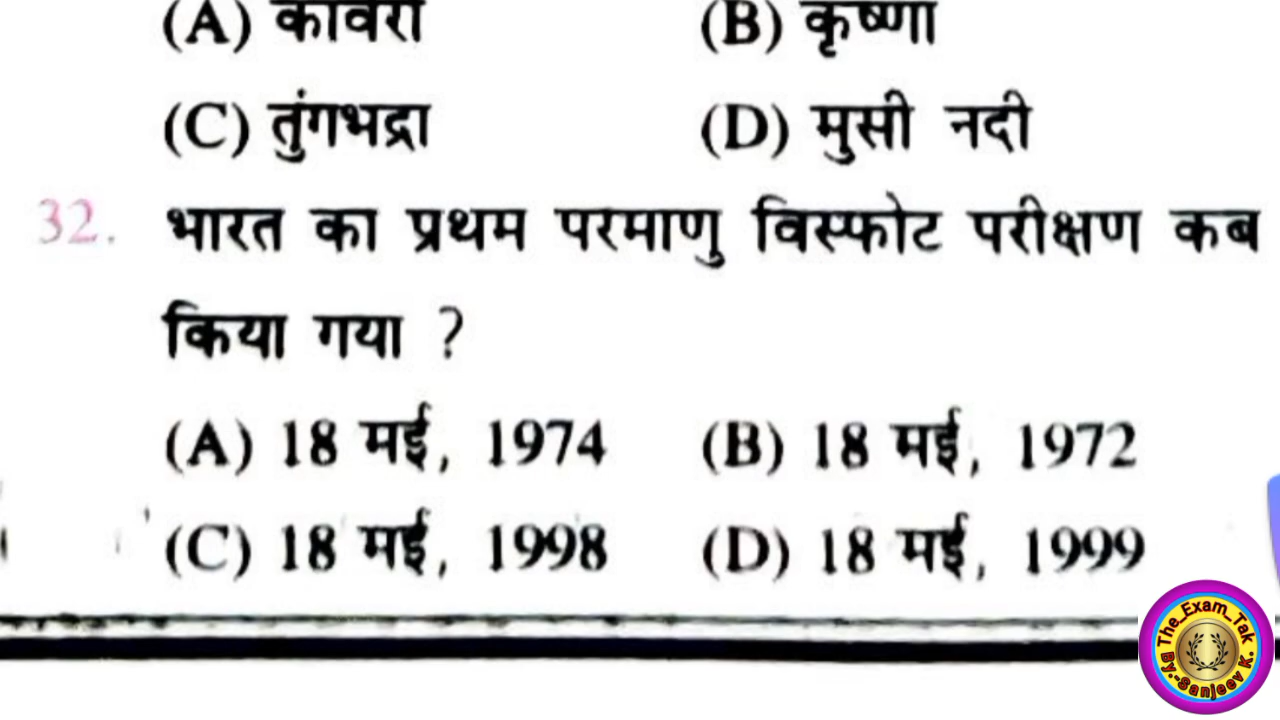 (A) कावेरी (B) कृष्णा
(C) तुंगभद्रा (D) मुसी नदी
32. भारत का प्रथम परमाणु विस्फोट परीक्षण कब
किया गया ?
(A) 18 मई, 1974 (B) 18 मई, 1972
(C) 18 मई, 1998 (D) 18 मई, 1999
The_Exam_Tak
By:-Sanjeev K.